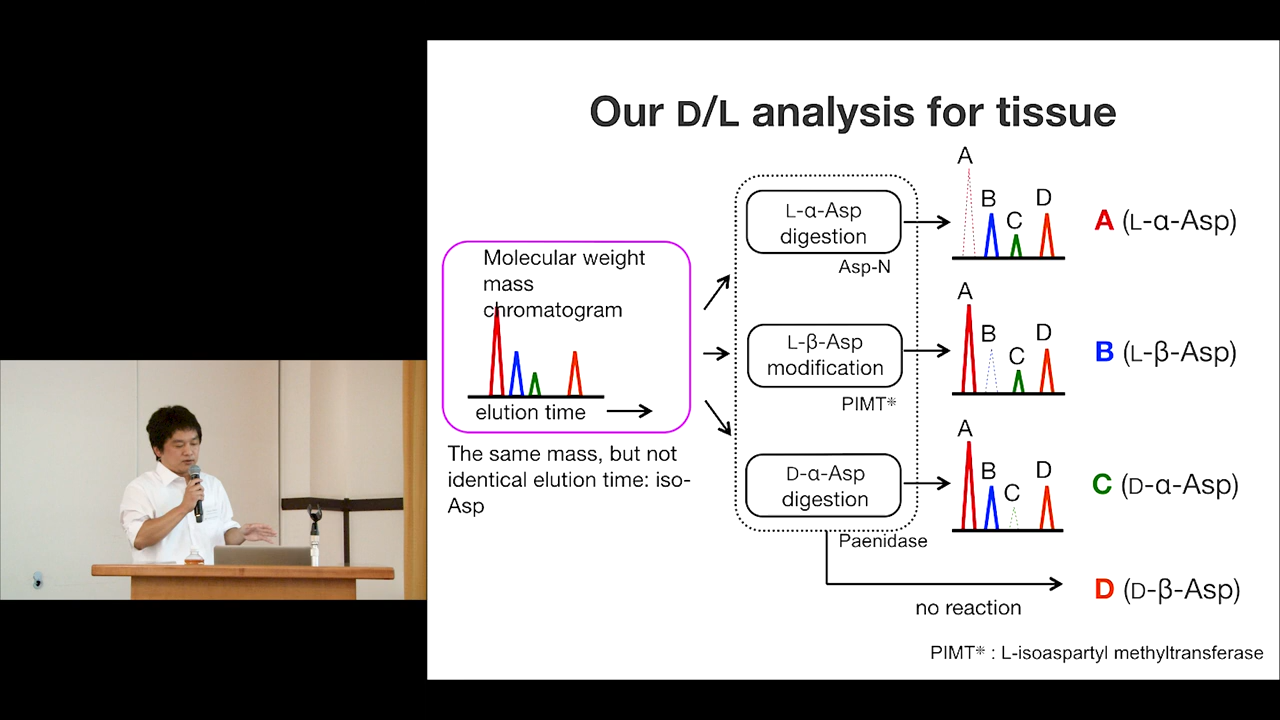 Our D/L analysis for tissue
Molecular weight
mass
chromatogram
elution time
The same mass, but not
identical elution time: iso-
Asp
L-α-Asp
digestion
Asp-N
L-β-Asp
modification
PIMT*
D-α-Asp
digestion
Paenidase
A
B
C
D
A (L-α-Asp)
A
B
C
D
B (L-β-Asp)
A
B
C
D
C (D-α-Asp)
D (D-β-Asp)
no reaction
PIMT* : L-isoaspartyl methyltransferase